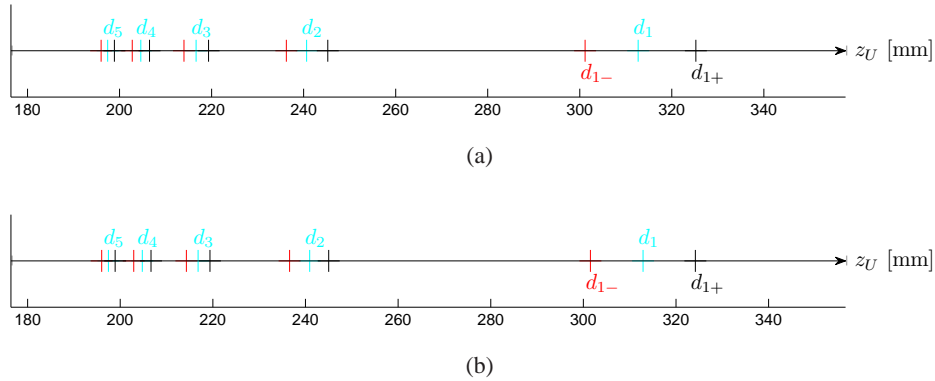 d₅ d₄ d₃ d₂ d₁
z_U [mm]
d₁₋ d₁₊
180 200 220 240 260 280 300 320 340
(a)
d₅ d₄ d₃ d₂ d₁
z_U [mm]
d₁₋ d₁₊
180 200 220 240 260 280 300 320 340
(b)